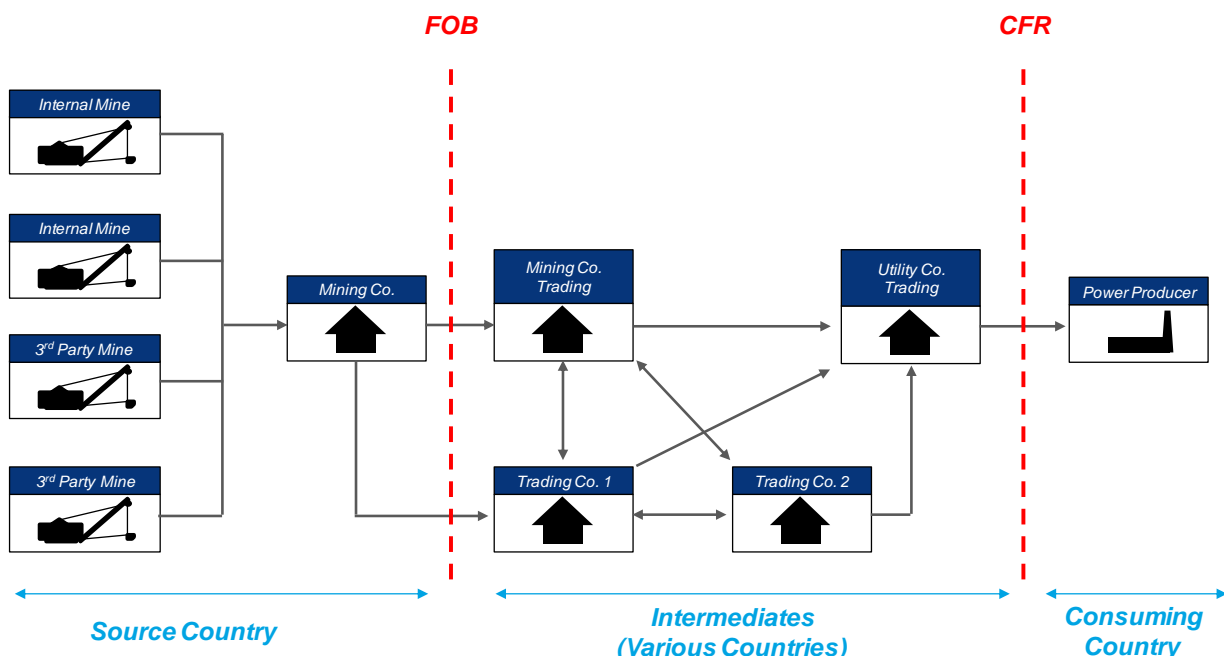 FOB
CFR
Internal Mine
Internal Mine
3rd Party Mine
3rd Party Mine
Mining Co.
Mining Co.
Trading
Utility Co.
Trading
Power Producer
Trading Co. 1
Trading Co. 2
Source Country
Intermediates
(Various Countries)
Consuming
Country